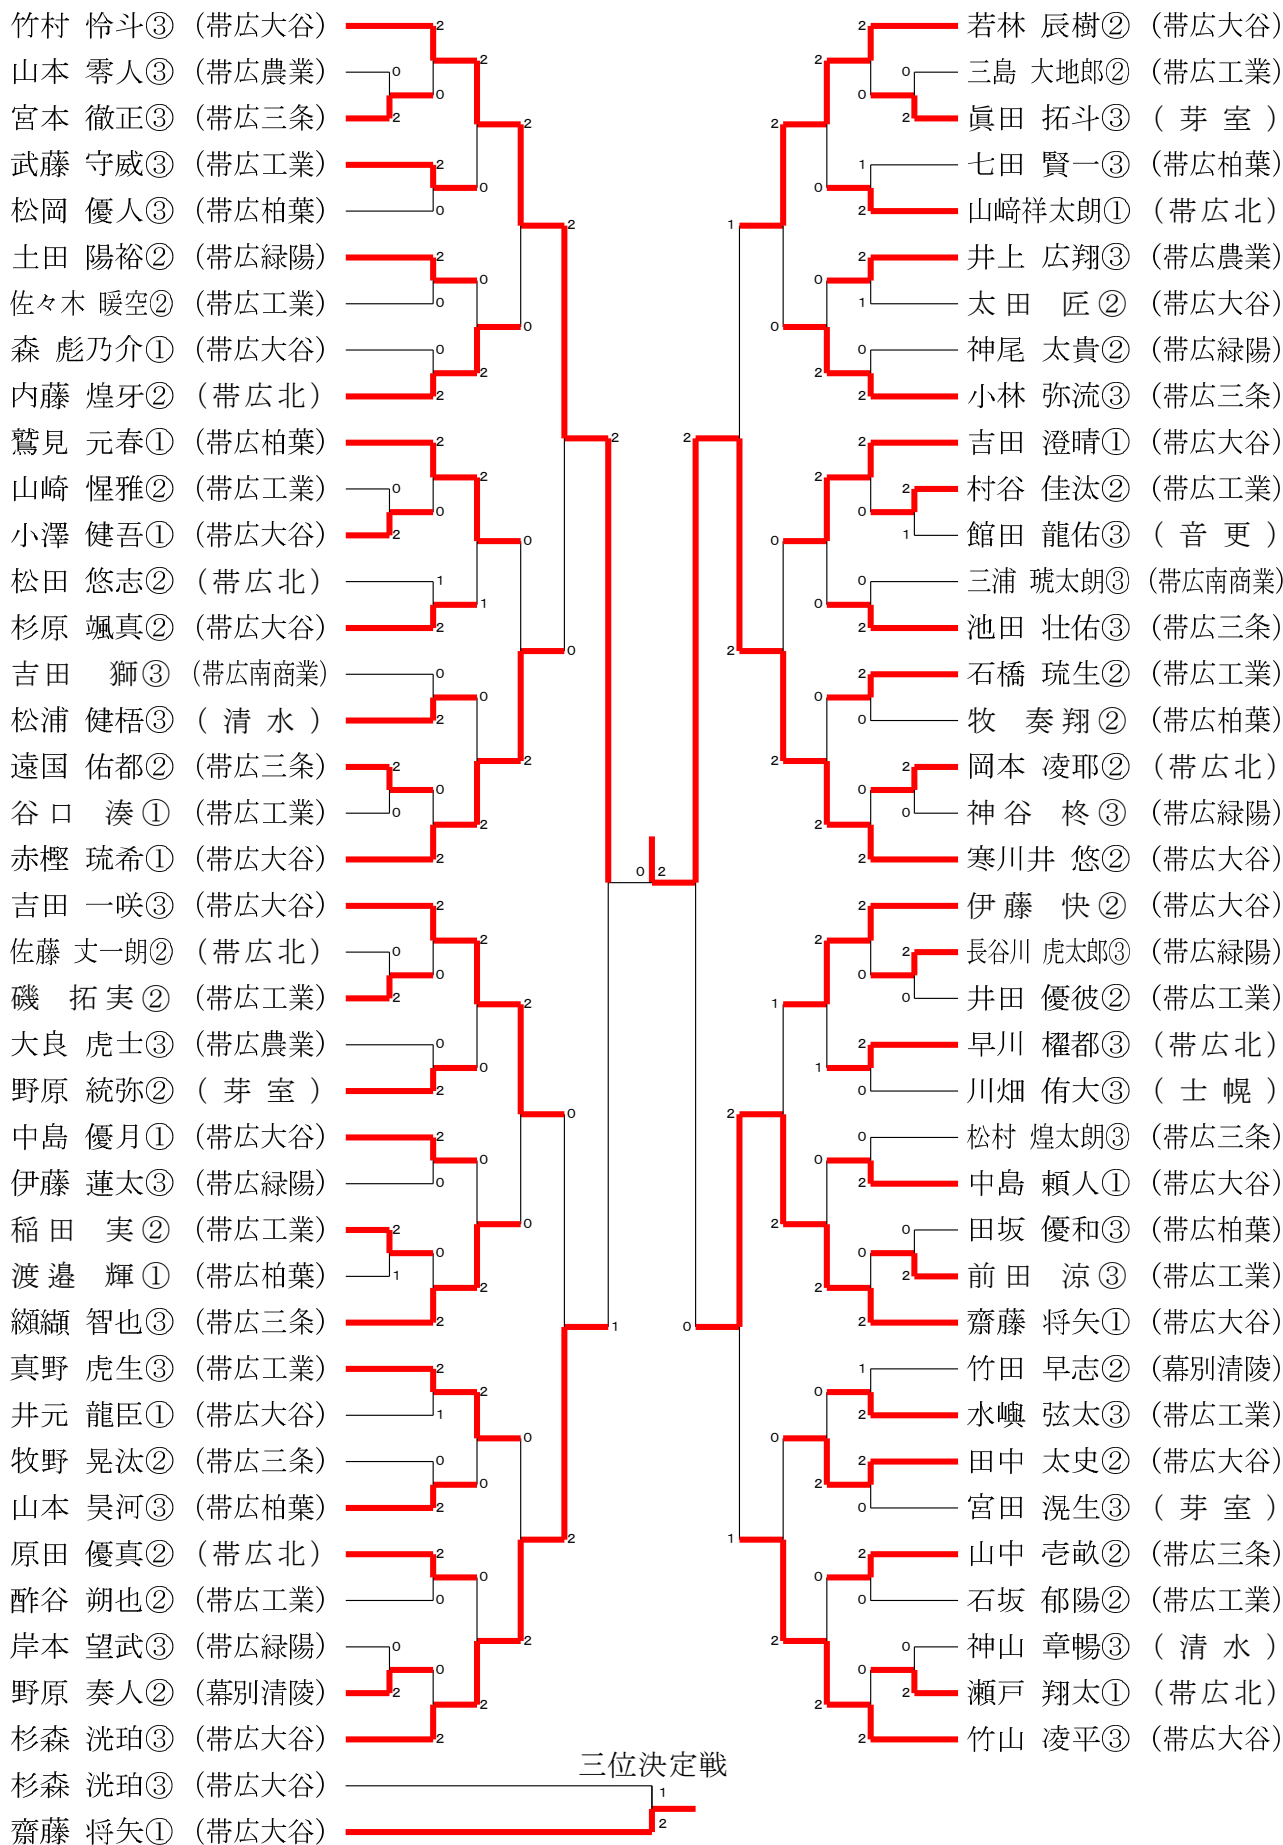 竹村 怜斗③ (帯広大谷)
山本 零人③ (帯広農業)
宮本 徹正③ (帯広三条)
武藤 守威③ (帯広工業)
松岡 優人③ (帯広柏葉)
土田 陽裕② (帯広緑陽)
佐々木 暖空② (帯広工業)
森 彪乃介① (帯広大谷)
内藤 煌牙② (帯広北)
鷲見 元春① (帯広柏葉)
山崎 惺雅② (帯広工業)
小澤 健吾① (帯広大谷)
松田 悠志② (帯広北)
杉原 颯真② (帯広大谷)
吉田 獅③ (帯広南商業)
松浦 健梧③ (清水)
遠国 佑都② (帯広三条)
谷口 湊① (帯広工業)
赤樫 琉希① (帯広大谷)
吉田 一咲③ (帯広大谷)
佐藤 丈一朗② (帯広北)
磯 拓実② (帯広工業)
大良 虎士③ (帯広農業)
野原 統弥② (芽室)
中島 優月① (帯広大谷)
伊藤 蓮太③ (帯広緑陽)
稲田 実② (帯広工業)
渡邉 輝① (帯広柏葉)
纐纈 智也③ (帯広三条)
真野 虎生③ (帯広工業)
井元 龍臣① (帯広大谷)
牧野 晃汰② (帯広三条)
山本 昊河③ (帯広柏葉)
原田 優真② (帯広北)
酢谷 朔也② (帯広工業)
岸本 望武③ (帯広緑陽)
野原 奏人② (幕別清陵)
杉森 洸珀③ (帯広大谷)
若林 辰樹② (帯広大谷)
三島 大地郎② (帯広工業)
眞田 拓斗③ (芽室)
七田 賢一③ (帯広柏葉)
山﨑祥太朗① (帯広北)
井上 広翔③ (帯広農業)
太田 匠② (帯広大谷)
神尾 太貴② (帯広緑陽)
小林 弥流③ (帯広三条)
吉田 澄晴① (帯広大谷)
村谷 佳汰② (帯広工業)
館田 龍佑③ (音更)
三浦 琥太朗③ (帯広南商業)
池田 壮佑③ (帯広三条)
石橋 琉生② (帯広工業)
牧 奏翔② (帯広柏葉)
岡本 凌耶② (帯広北)
神谷 柊③ (帯広緑陽)
寒川井 悠② (帯広大谷)
伊藤 快② (帯広大谷)
長谷川 虎太郎③ (帯広緑陽)
井田 優彼② (帯広工業)
早川 櫂都③ (帯広北)
川畑 侑大③ (士幌)
松村 煌太朗③ (帯広三条)
中島 頼人① (帯広大谷)
田坂 優和③ (帯広柏葉)
前田 涼③ (帯広工業)
齋藤 将矢① (帯広大谷)
竹田 早志② (幕別清陵)
水嶼 弦太③ (帯広工業)
田中 太史② (帯広大谷)
宮田 滉生③ (芽室)
山中 壱畝② (帯広三条)
石坂 郁陽② (帯広工業)
神山 章暢③ (清水)
瀬戸 翔太① (帯広北)
竹山 凌平③ (帯広大谷)
0 2
三位決定戦
杉森 洸珀③ (帯広大谷) 1
齋藤 将矢① (帯広大谷) 2